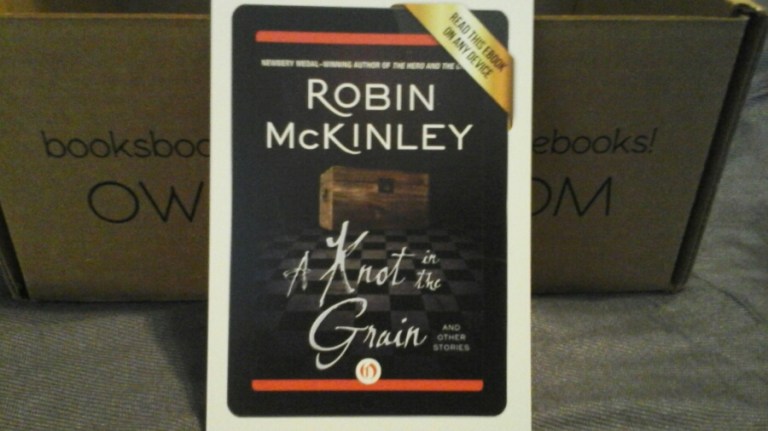 READ THIS EBOOK
ON ANY DEVICE
NEWBERY MEDAL–WINNING AUTHOR OF THE HERO AND THE
ROBIN
MCKINLEY
booksboo
ebooks!
OW
OM
A Knot in the
Grain
AND
OTHER
STORIES